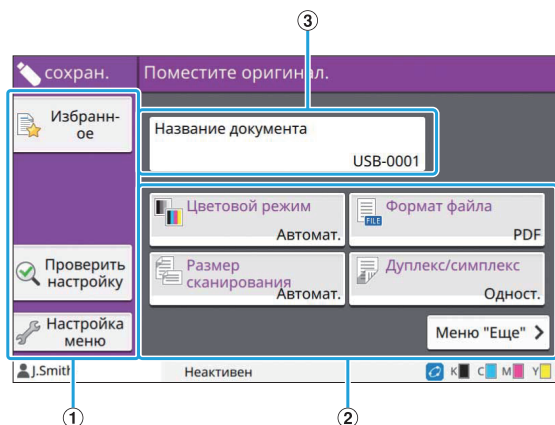 ③
сохран.
Поместите оригинал.
Избранн-
ое
Название документа
USB-0001
Цветовой режим
Автомат.
Формат файла
FILE
PDF
Проверить
настройку
Размер
сканирования
Автомат.
Дуплекс/симплекс
Одност.
Настройка
меню
Меню "Еще"
J.Smith
Неактивен
K C M Y
① ②